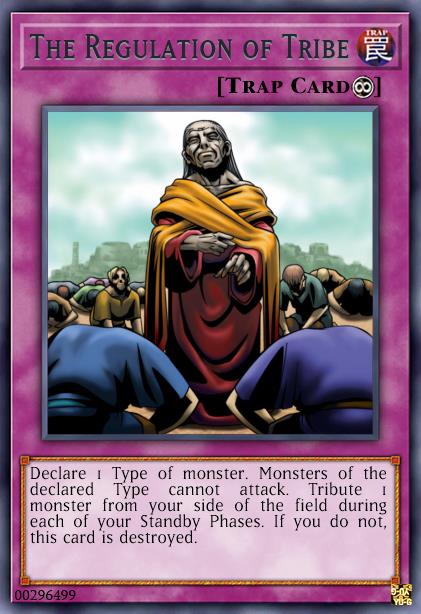 THE REGULATION OF TRIBE
TRAP
罠
[TRAP CARD]
Declare 1 Type of monster. Monsters of the
declared Type cannot attack. Tribute 1
monster from your side of the field during
each of your Standby Phases. If you do not,
this card is destroyed.
00296499